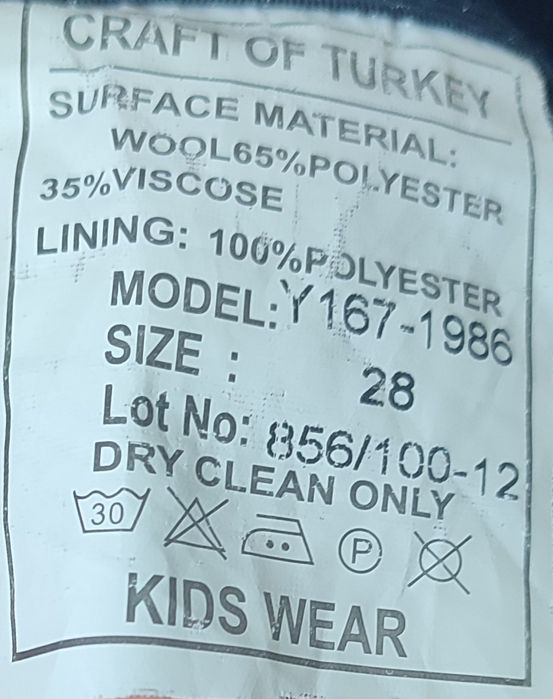 CRAFT OF TURKEY
SURFACE MATERIAL:
WOOL65%POLYESTER
35%VISCOSE
LINING: 100%POLYESTER
MODEL:Y167-1986
SIZE : 28
Lot No: 856/100-12
DRY CLEAN ONLY
30 P
KIDS WEAR